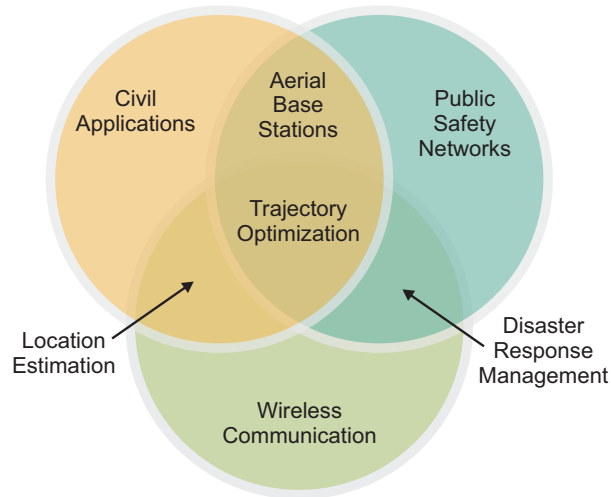 Civil
Applications
Aerial
Base
Stations
Public
Safety
Networks
Trajectory
Optimization
Location
Estimation
Disaster
Response
Management
Wireless
Communication